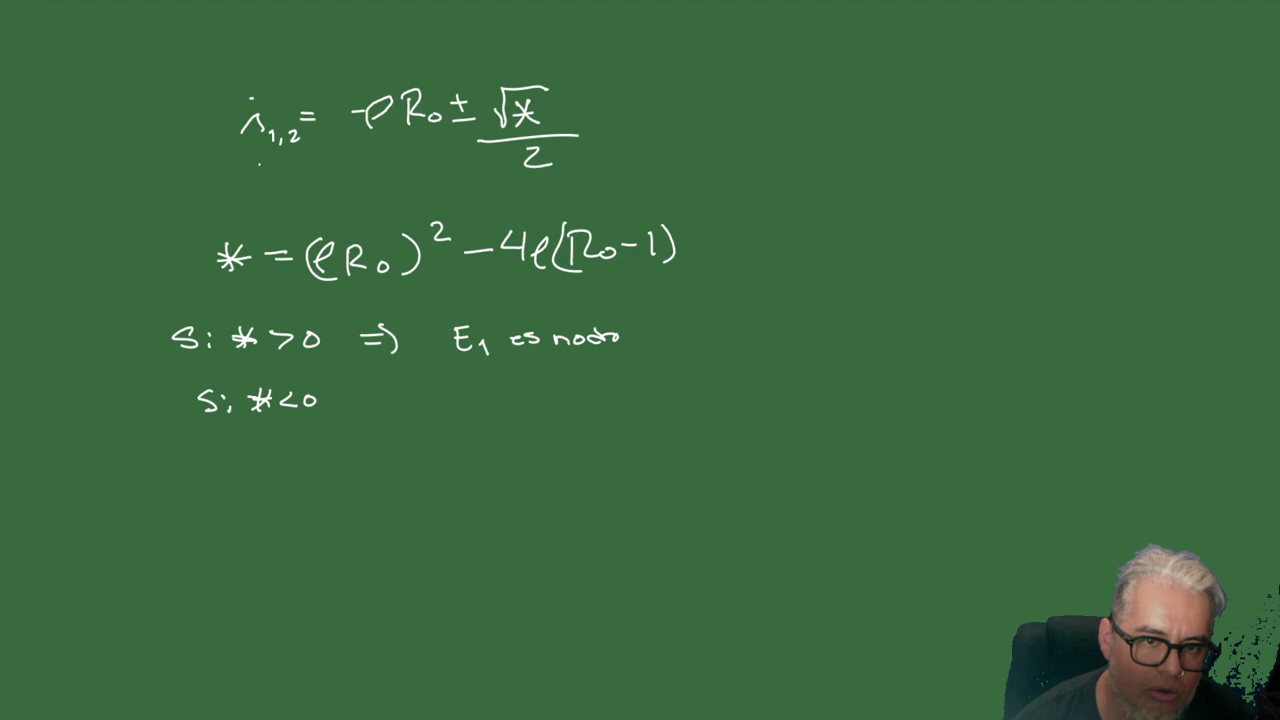 λ₁,₂ = -ρR₀ ± √* / 2
* = (ρR₀)² - 4ρ(R₀ - 1)
Si * > 0 ⇒ E₁ es nodo
Si * < 0